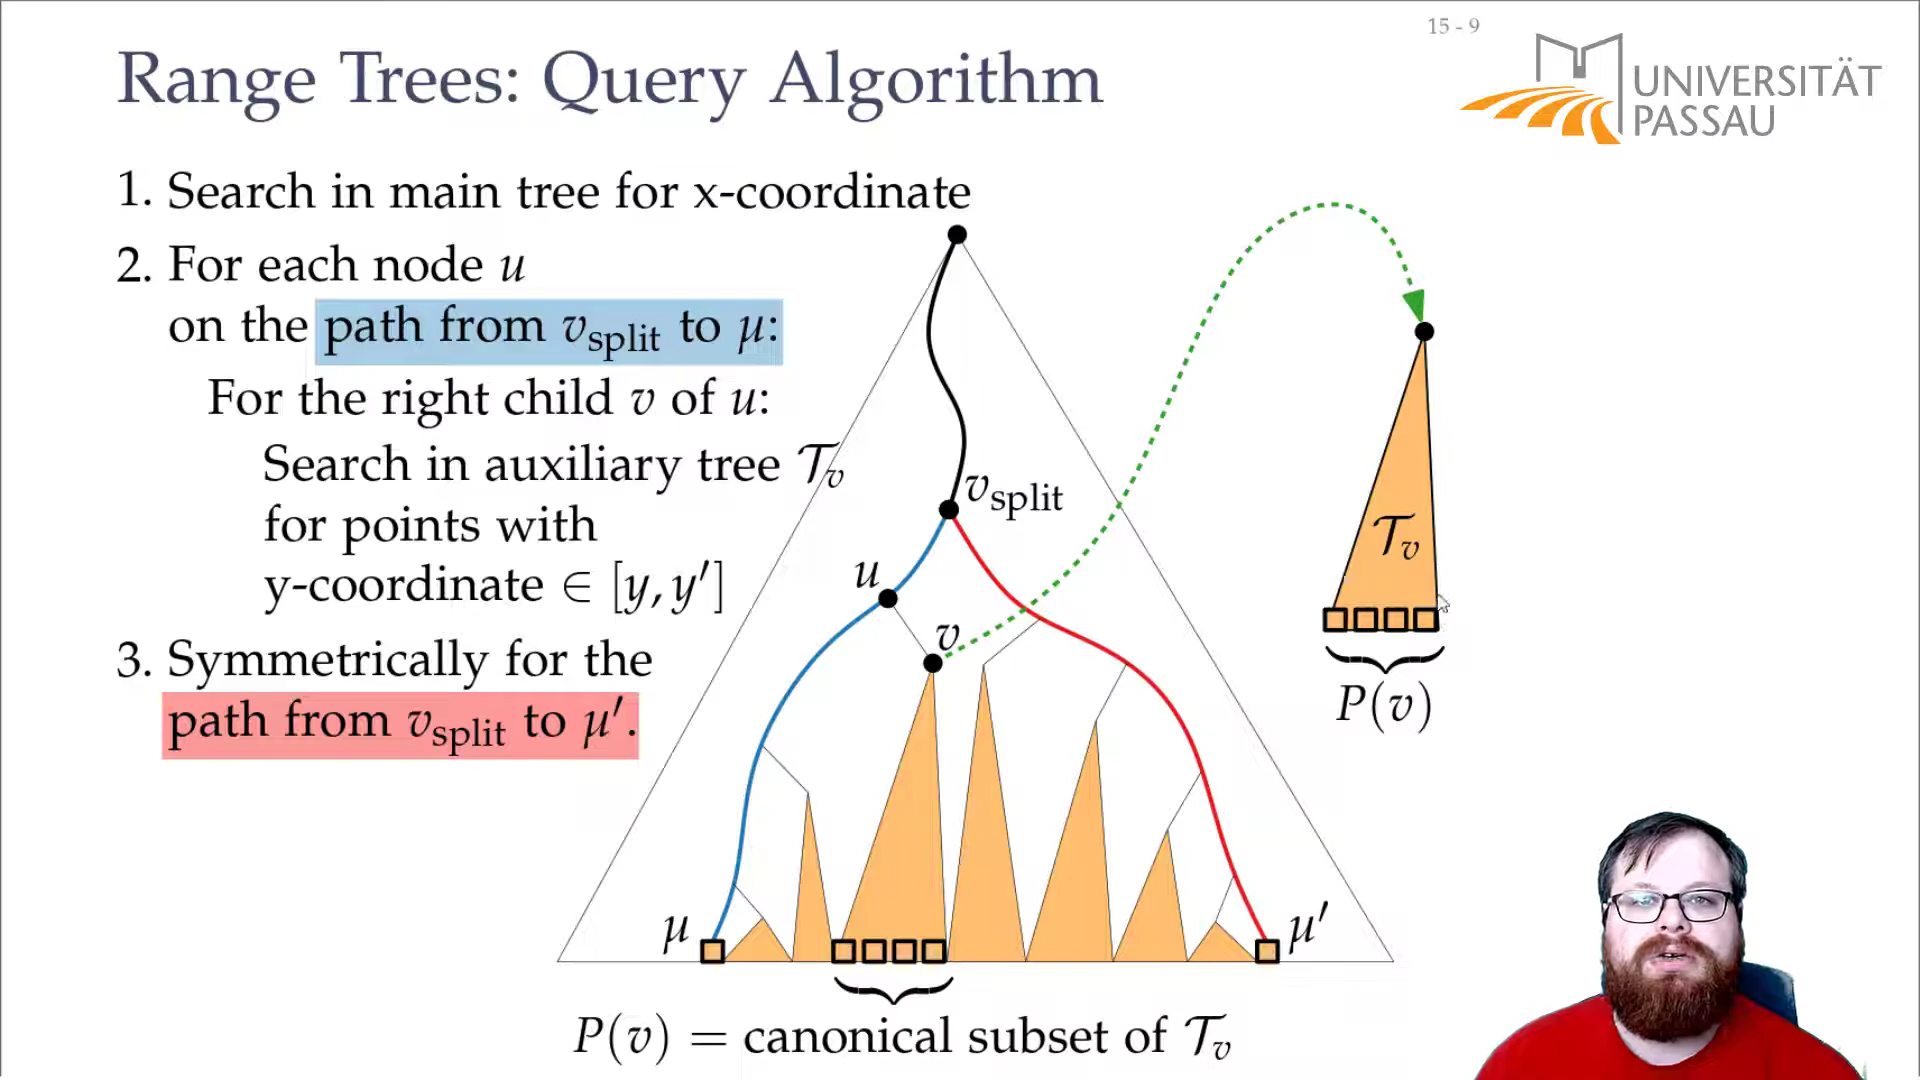 15 - 9
Range Trees: Query Algorithm
UNIVERSITÄT
PASSAU
1. Search in main tree for x-coordinate
2. For each node u
on the path from v_split to μ:
For the right child v of u:
Search in auxiliary tree 𝒯_v
for points with
y-coordinate ∈ [y, y′]
3. Symmetrically for the
path from v_split to μ′.
v_split
u
v
μ
μ′
𝒯_v
P(v)
P(v) = canonical subset of 𝒯_v